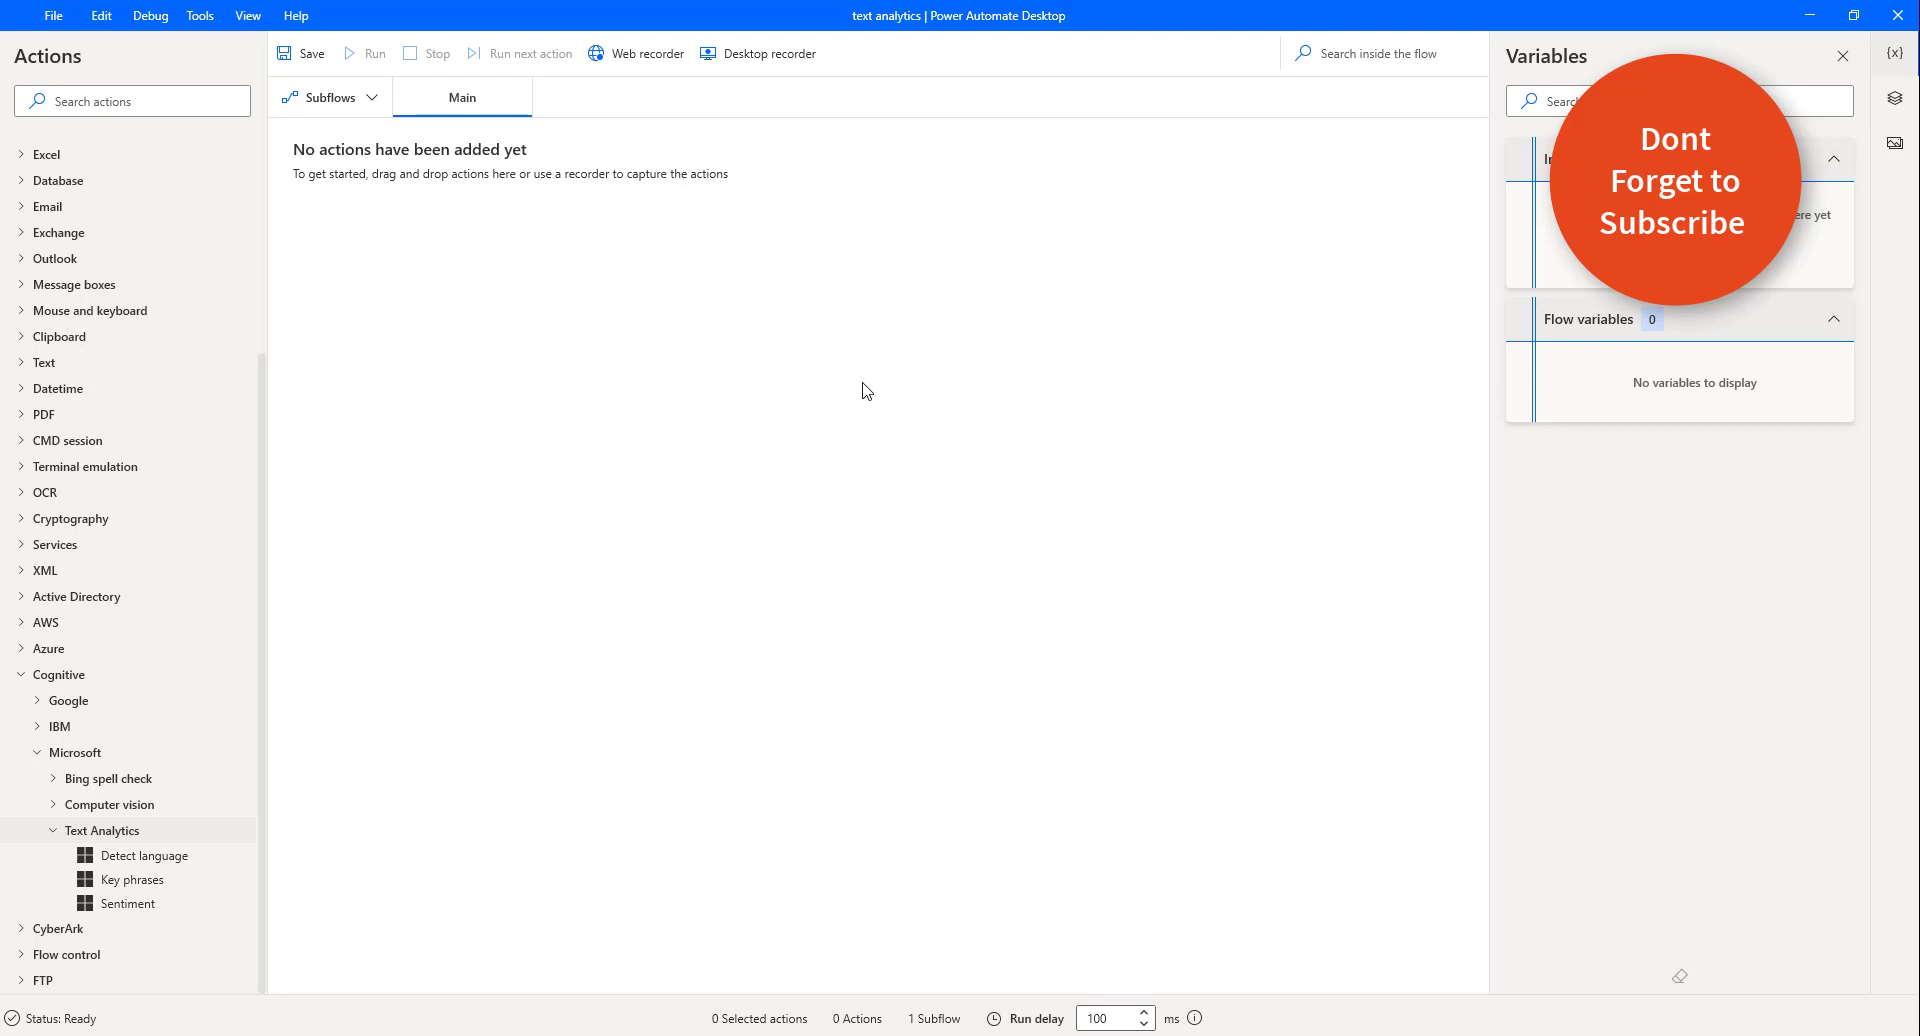 File Edit Debug Tools View Help
text analytics | Power Automate Desktop
Actions
Search actions
Excel
Database
Email
Exchange
Outlook
Message boxes
Mouse and keyboard
Clipboard
Text
Datetime
PDF
CMD session
Terminal emulation
OCR
Cryptography
Services
XML
Active Directory
AWS
Azure
Cognitive
Google
IBM
Microsoft
Bing spell check
Computer vision
Text Analytics
Detect language
Key phrases
Sentiment
CyberArk
Flow control
FTP
Save Run Stop Run next action Web recorder Desktop recorder
Search inside the flow
Subflows Main
No actions have been added yet
To get started, drag and drop actions here or use a recorder to capture the actions
Variables
{x}
Dont
Forget to
Subscribe
yet
Flow variables 0
No variables to display
Status: Ready
0 Selected actions 0 Actions 1 Subflow Run delay 100 ms